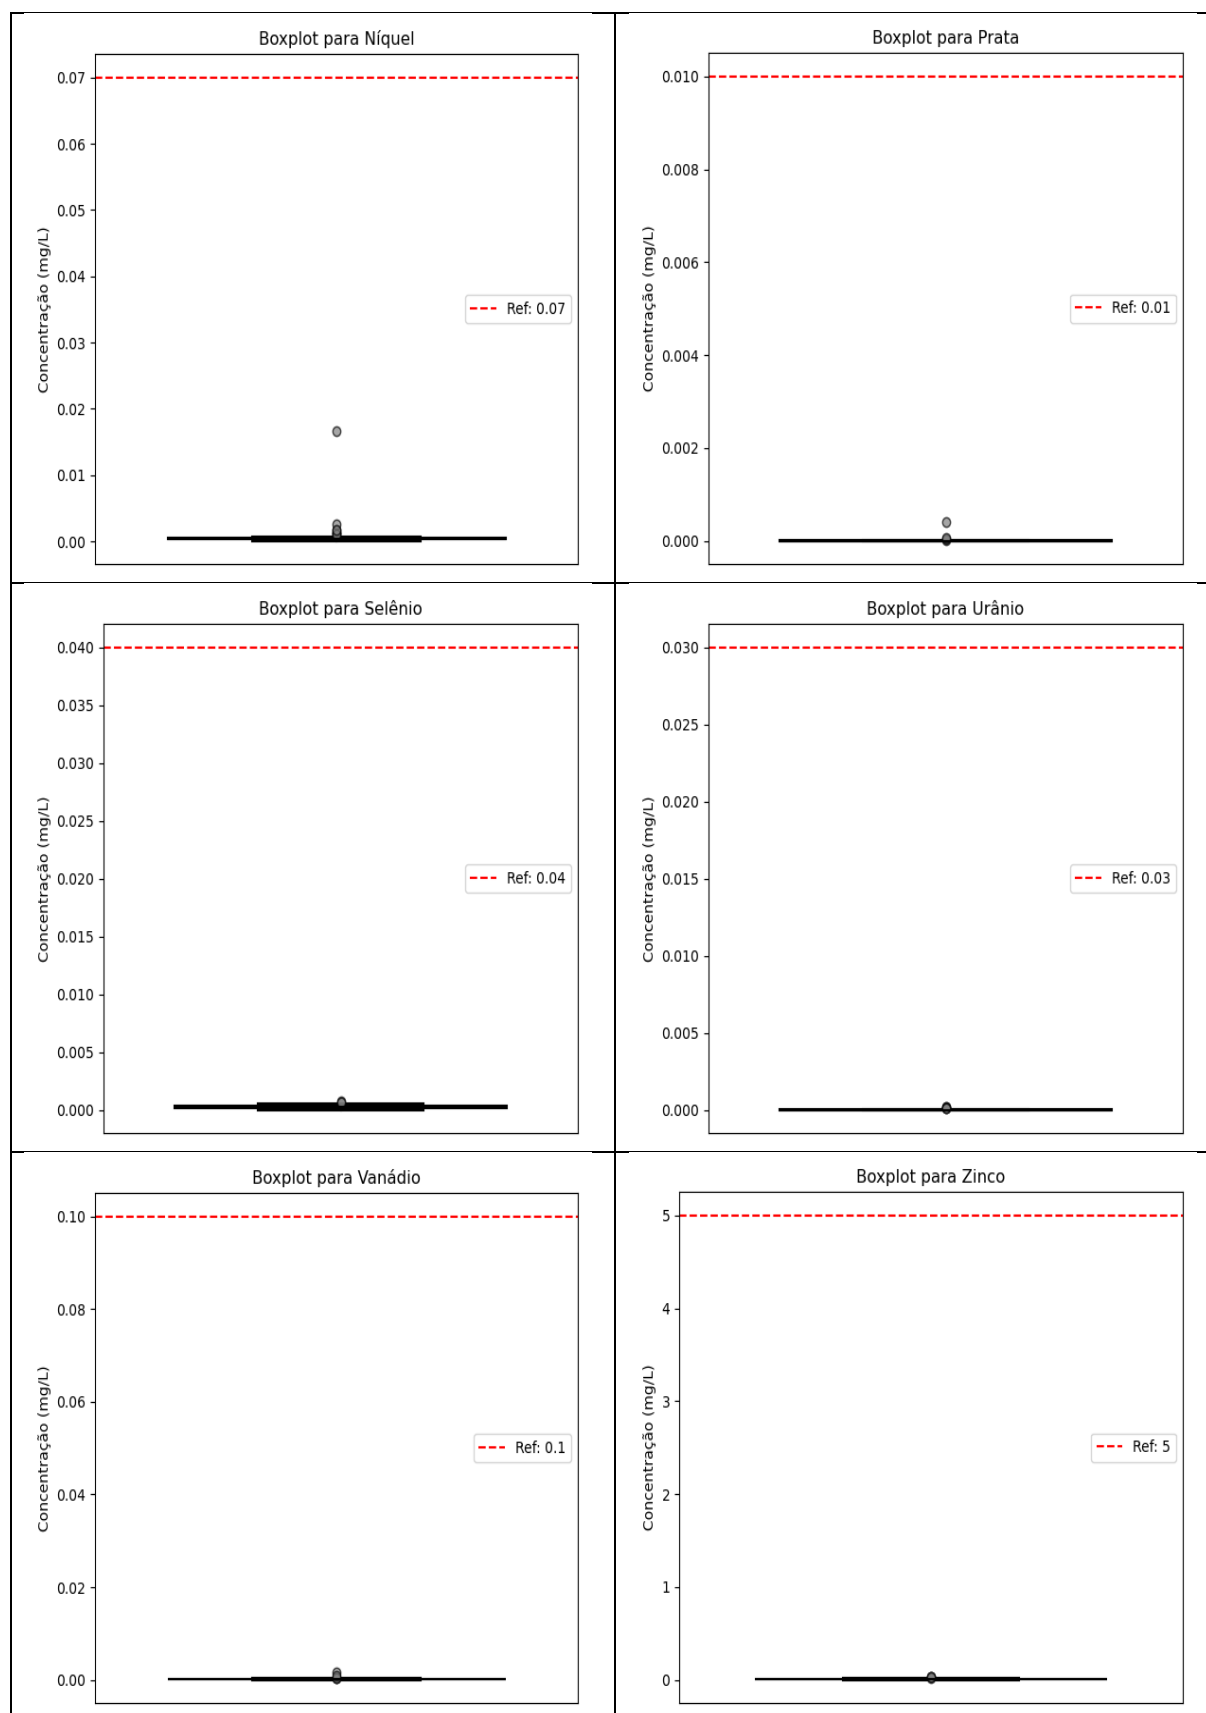 Boxplot para Níquel
0.07
0.06
0.05
0.04
0.03
0.02
0.01
0.00
Concentração (mg/L)
Ref: 0.07
Boxplot para Prata
0.010
0.008
0.006
0.004
0.002
0.000
Concentração (mg/L)
Ref: 0.01
Boxplot para Selênio
0.040
0.035
0.030
0.025
0.020
0.015
0.010
0.005
0.000
Concentração (mg/L)
Ref: 0.04
Boxplot para Urânio
0.030
0.025
0.020
0.015
0.010
0.005
0.000
Concentração (mg/L)
Ref: 0.03
Boxplot para Vanádio
0.10
0.08
0.06
0.04
0.02
0.00
Concentração (mg/L)
Ref: 0.1
Boxplot para Zinco
5
4
3
2
1
0
Concentração (mg/L)
Ref: 5